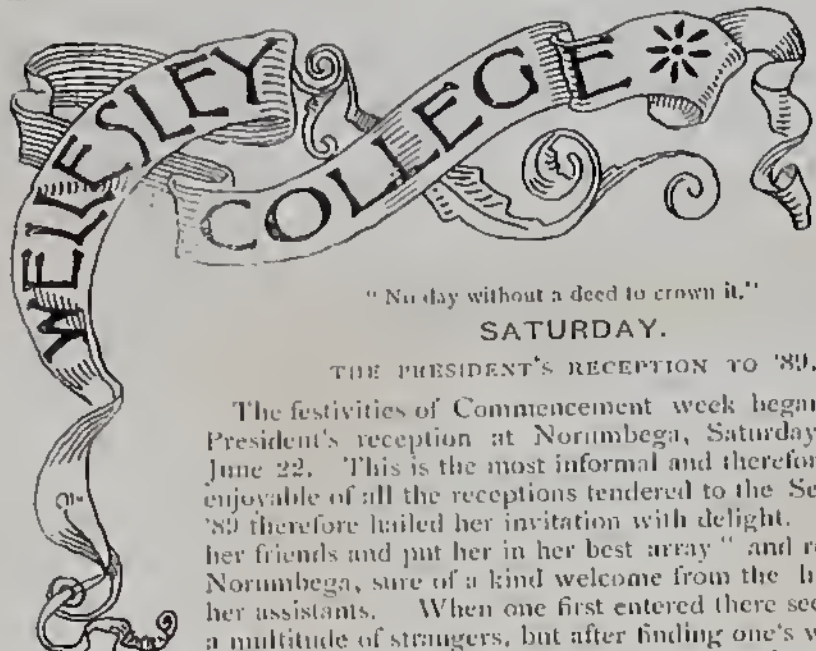 WELLESLEY
COLLEGE
"No day without a deed to crown it."
SATURDAY.
THE PRESIDENT'S RECEPTION TO '89.
The festivities of Commencement week began
President's reception at Norumbega, Saturday
June 22. This is the most informal and therefor
enjoyable of all the receptions tendered to the Se
'89 therefore hailed her invitation with delight.
her friends and put her in her best array" and r
Norumbega, sure of a kind welcome from the h
her assistants. When one first entered there see
a multitude of strangers, but after finding one's w